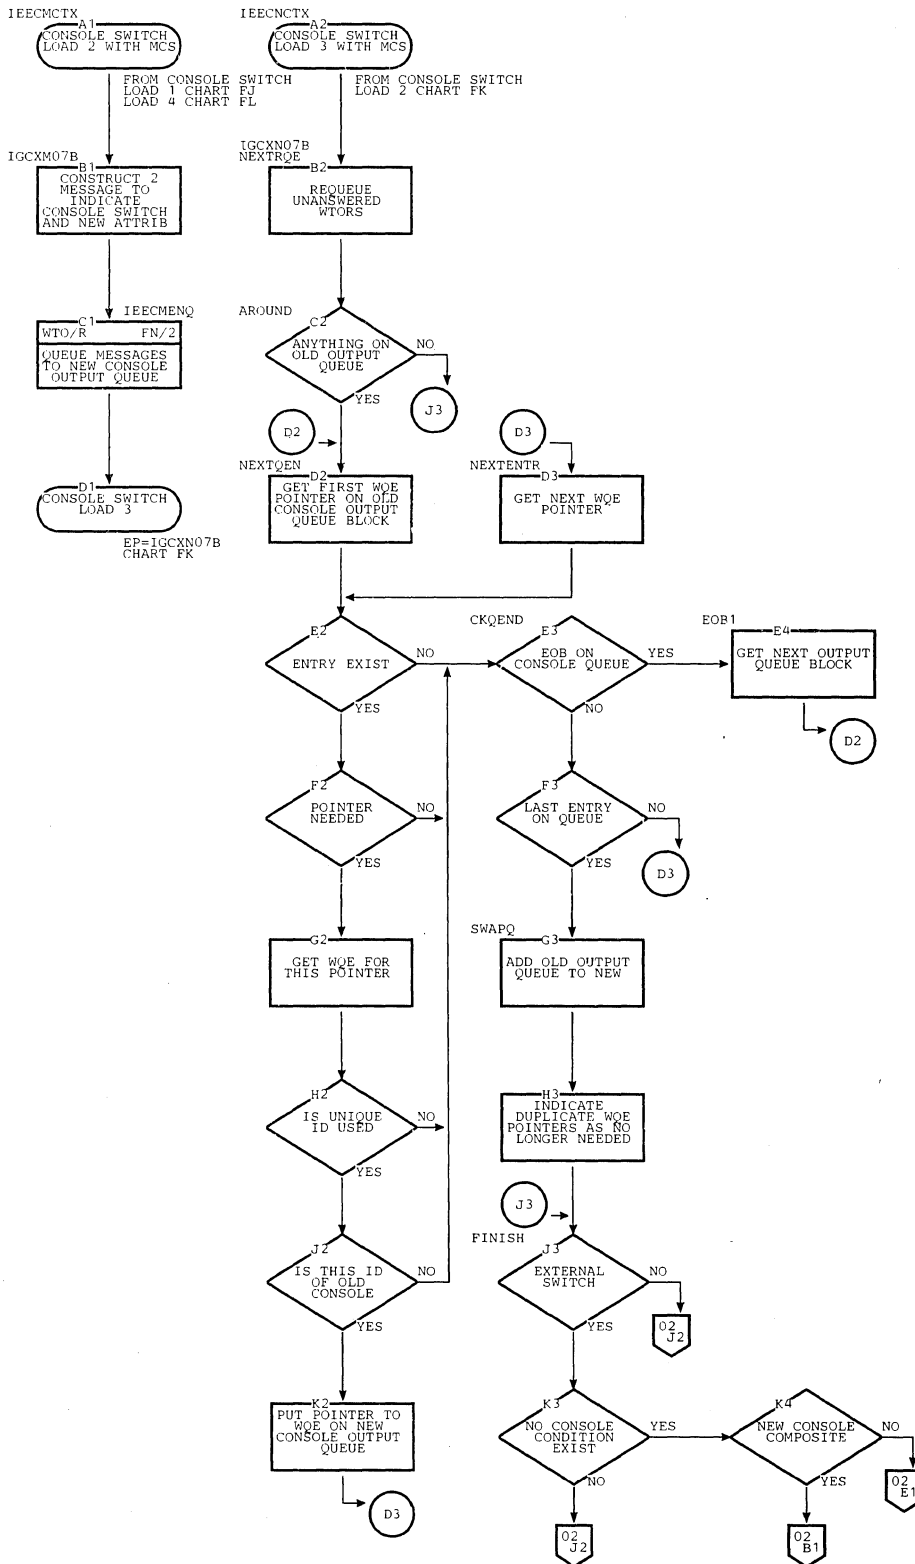 IEECMCTX
A1
CONSOLE SWITCH
LOAD 2 WITH MCS
FROM CONSOLE SWITCH
LOAD 1 CHART FJ
LOAD 4 CHART FL
IGCXM07B
B1
CONSTRUCT 2
MESSAGE TO
INDICATE
CONSOLE SWITCH
AND NEW ATTRIB
IEECMENQ
C1
WTO/R FN/2
QUEUE MESSAGES
TO NEW CONSOLE
OUTPUT QUEUE
D1
CONSOLE SWITCH
LOAD 3
EP=IGCXN07B
CHART FK
IEECNCTX
A2
CONSOLE SWITCH
LOAD 3 WITH MCS
FROM CONSOLE SWITCH
LOAD 2 CHART FK
IGCXN07B
NEXTRQE
B2
REQUEUE
UNANSWERED
WTORS
AROUND
C2
ANYTHING ON
OLD OUTPUT
QUEUE
NO
J3
YES
D2
NEXTQEN
D2
GET FIRST WQE
POINTER ON OLD
CONSOLE OUTPUT
QUEUE BLOCK
D3
NEXTENTR
D3
GET NEXT WQE
POINTER
E2
ENTRY EXIST
NO
YES
F2
POINTER
NEEDED
NO
YES
G2
GET WQE FOR
THIS POINTER
H2
IS UNIQUE
ID USED
NO
YES
J2
IS THIS ID
OF OLD
CONSOLE
NO
YES
K2
PUT POINTER TO
WQE ON NEW
CONSOLE OUTPUT
QUEUE
D3
CKQEND
E3
EOB ON
CONSOLE QUEUE
YES
NO
EOB1
E4
GET NEXT OUTPUT
QUEUE BLOCK
D2
F3
LAST ENTRY
ON QUEUE
NO
D3
YES
SWAPQ
G3
ADD OLD OUTPUT
QUEUE TO NEW
H3
INDICATE
DUPLICATE WQE
POINTERS AS NO
LONGER NEEDED
J3
FINISH
J3
EXTERNAL
SWITCH
NO
02
J2
YES
K3
NO CONSOLE
CONDITION
EXIST
YES
NO
02
J2
K4
NEW CONSOLE
COMPOSITE
NO
02
E1
YES
02
B1